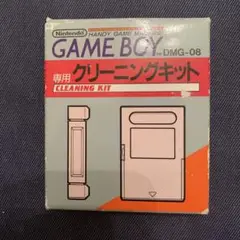 Nintendo
HANDY GAME MACHINE
GAME BOY™ DMG-08
専用
クリーニングキット
CLEANING KIT